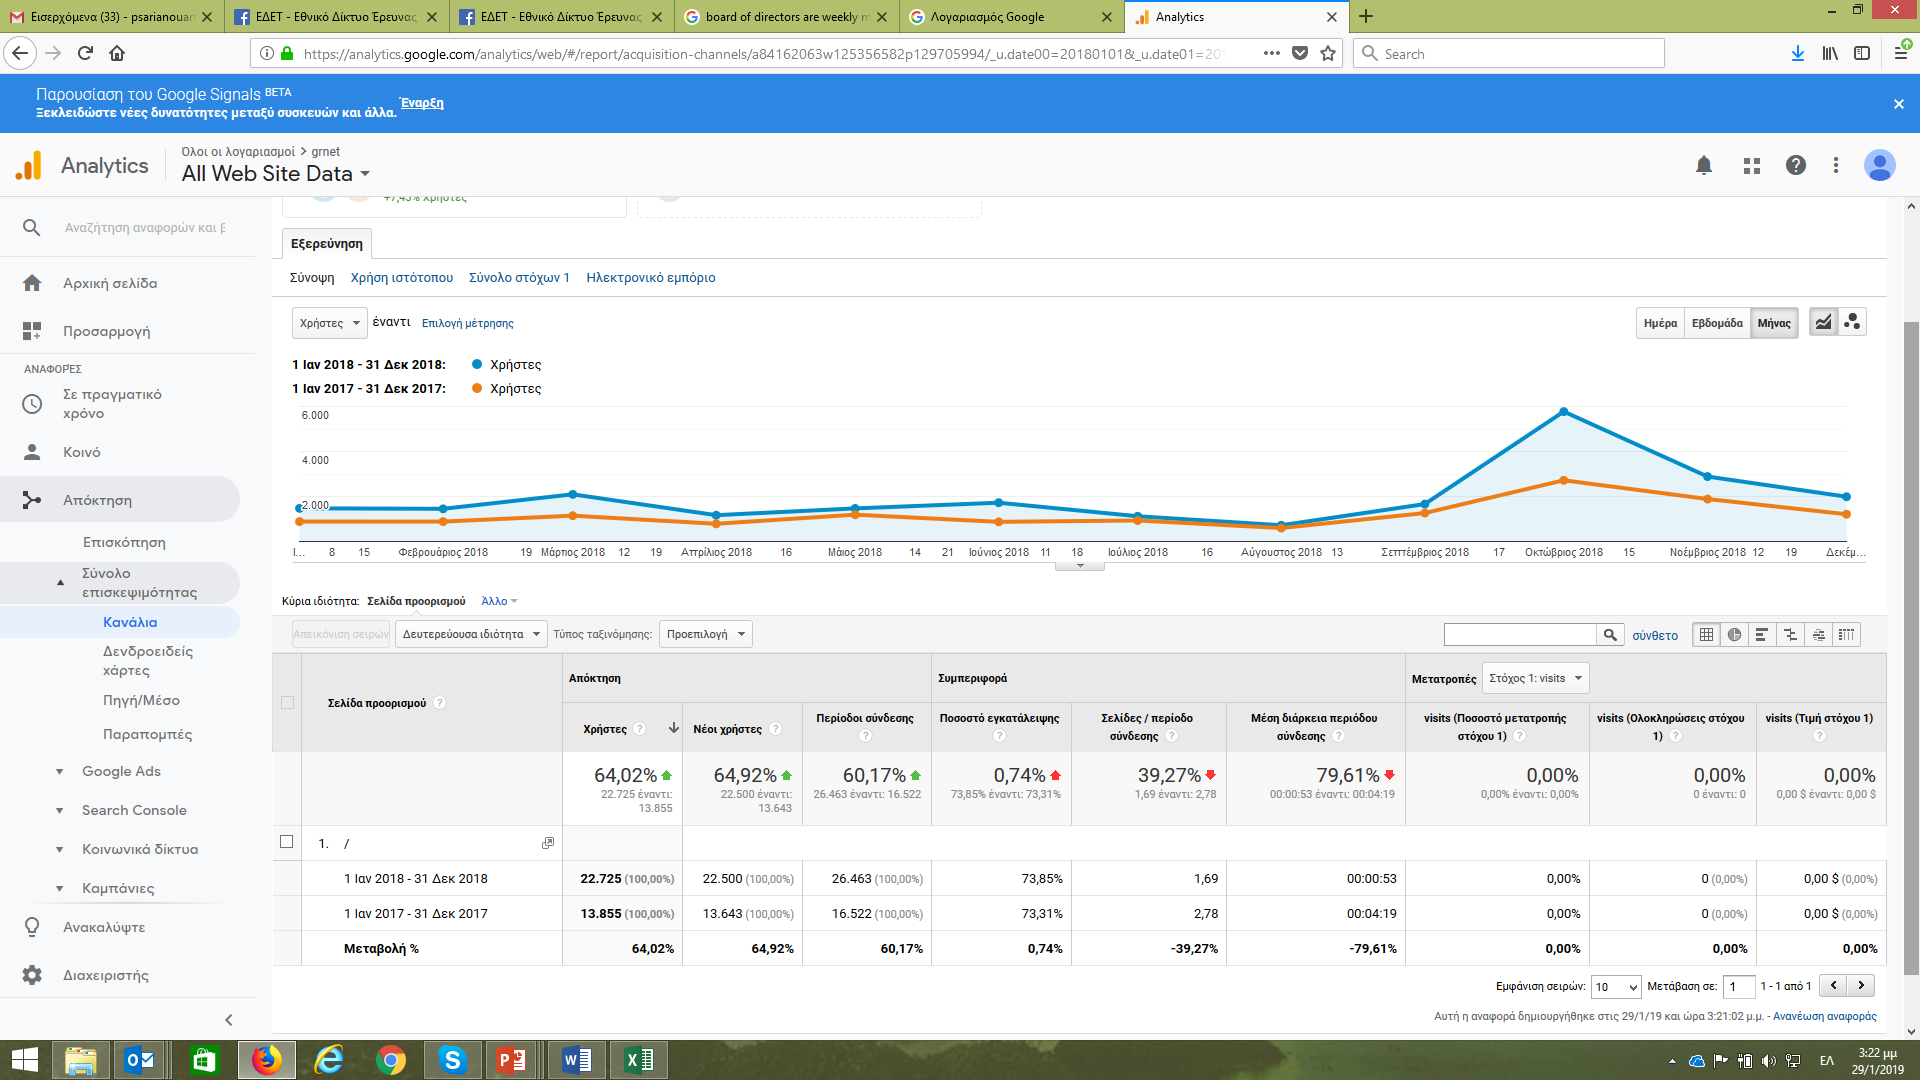 Εισερχόμενα (33) - psarianouar
ΕΔΕΤ - Εθνικό Δίκτυο Έρευνας
ΕΔΕΤ - Εθνικό Δίκτυο Έρευνας
board of directors are weekly m
Λογαριασμός Google
Analytics
https://analytics.google.com/analytics/web/#/report/acquisition-channels/a84162063w125356582p129705994/_u.date00=20180101&_u.date01=201
Search
Παρουσίαση του Google Signals BETA
Ξεκλειδώστε νέες δυνατότητες μεταξύ συσκευών και άλλα. Έναρξη
Analytics
Όλοι οι λογαριασμοί > grnet
All Web Site Data
+7,43% Χρήστες
Αναζήτηση αναφορών και β
Αρχική σελίδα
Προσαρμογή
ΑΝΑΦΟΡΈΣ
Σε πραγματικό
χρόνο
Κοινό
Απόκτηση
Επισκόπηση
Σύνολο
επισκεψιμότητας
Κανάλια
Δενδροειδείς
χάρτες
Πηγή/Μέσο
Παραπομπές
Google Ads
Search Console
Κοινωνικά δίκτυα
Καμπάνιες
Ανακαλύψτε
Διαχειριστής
Εξερεύνηση
Σύνοψη Χρήση ιστότοπου Σύνολο στόχων 1 Ηλεκτρονικό εμπόριο
Χρήστες έναντι Επιλογή μέτρησης
Ημέρα Εβδομάδα Μήνας
1 Ιαν 2018 - 31 Δεκ 2018: Χρήστες
1 Ιαν 2017 - 31 Δεκ 2017: Χρήστες
6.000
4.000
2.000
Ι... 8 15 Φεβρουάριος 2018 19 Μάρτιος 2018 12 19 Απρίλιος 2018 16 Μάιος 2018 14 21 Ιούνιος 2018 11 18 Ιούλιος 2018 16 Αύγουστος 2018 13 Σεπτέμβριος 2018 17 Οκτώβριος 2018 15 Νοέμβριος 2018 12 19 Δεκέμ...
Κύρια ιδιότητα: Σελίδα προορισμού Άλλο
Απεικόνιση σειρών Δευτερεύουσα ιδιότητα Τύπος ταξινόμησης: Προεπιλογή
σύνθετο
Σελίδα προορισμού
Απόκτηση Συμπεριφορά Μετατροπές Στόχος 1: visits
Χρήστες Νέοι χρήστες Περίοδοι σύνδεσης Ποσοστό εγκατάλειψης Σελίδες / περίοδο σύνδεσης Μέση διάρκεια περιόδου σύνδεσης visits (Ποσοστό μετατροπής στόχου 1) visits (Ολοκληρώσεις στόχου 1) visits (Τιμή στόχου 1)
64,02% 64,92% 60,17% 0,74% 39,27% 79,61% 0,00% 0,00% 0,00%
22.725 έναντι: 13.855 22.500 έναντι: 13.643 26.463 έναντι: 16.522 73,85% έναντι: 73,31% 1,69 έναντι: 2,78 00:00:53 έναντι: 00:04:19 0,00% έναντι: 0,00% 0 έναντι: 0 0,00 $ έναντι: 0,00 $
1. /
1 Ιαν 2018 - 31 Δεκ 2018 22.725 (100,00%) 22.500 (100,00%) 26.463 (100,00%) 73,85% 1,69 00:00:53 0,00% 0 (0,00%) 0,00 $ (0,00%)
1 Ιαν 2017 - 31 Δεκ 2017 13.855 (100,00%) 13.643 (100,00%) 16.522 (100,00%) 73,31% 2,78 00:04:19 0,00% 0 (0,00%) 0,00 $ (0,00%)
Μεταβολή % 64,02% 64,92% 60,17% 0,74% -39,27% -79,61% 0,00% 0,00% 0,00%
Εμφάνιση σειρών: 10 Μετάβαση σε: 1 1 - 1 από 1
Αυτή η αναφορά δημιουργήθηκε στις 29/1/19 και ώρα 3:21:02 μ.μ. - Ανανέωση αναφοράς
ΕΛ
3:22 μμ
29/1/2019